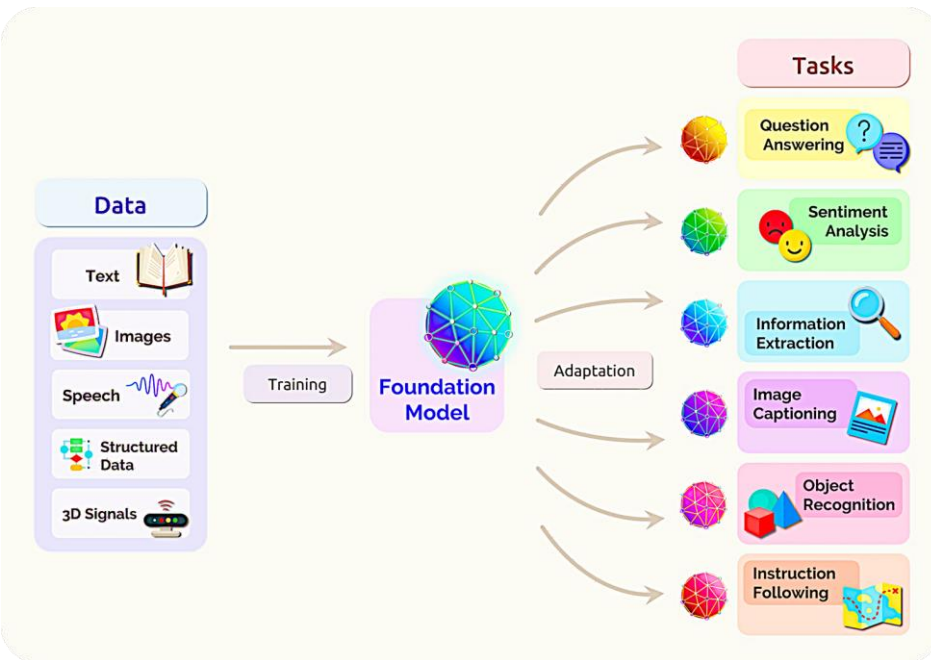 Data
Text
Images
Speech
Structured
Data
3D Signals
Training
Foundation
Model
Adaptation
Tasks
Question
Answering
Sentiment
Analysis
Information
Extraction
Image
Captioning
Object
Recognition
Instruction
Following